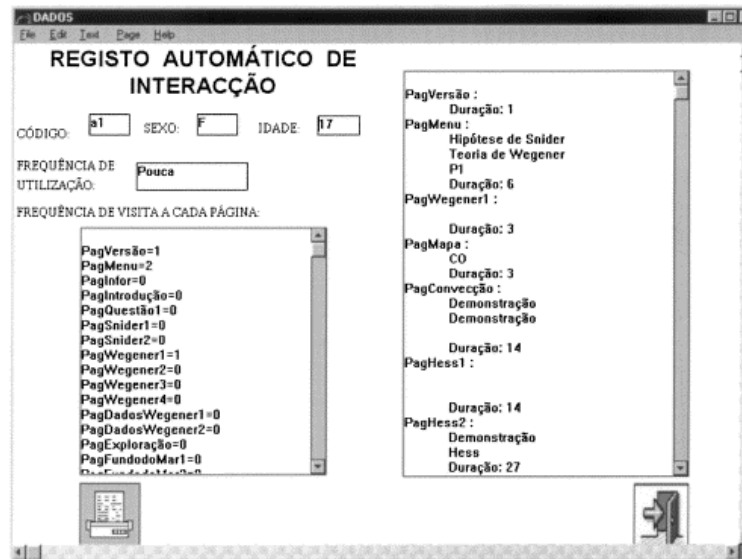 DADOS
File Edit Text Page Help
REGISTO AUTOMÁTICO DE
INTERACÇÃO
CÓDIGO: a1 SEXO: F IDADE: 17
FREQUÊNCIA DE
UTILIZAÇÃO: Pouca
FREQUÊNCIA DE VISITA A CADA PÁGINA:
PagVersão=1
PagMenu=2
PagInfor=0
PagIntrodução=0
PagQuestão1=0
PagSnider1=0
PagSnider2=0
PagWegener1=1
PagWegener2=0
PagWegener3=0
PagWegener4=0
PagDadosWegener1=0
PagDadosWegener2=0
PagExploração=0
PagFundodoMar1=0
PagVersão :
Duração: 1
PagMenu :
Hipótese de Snider
Teoria de Wegener
P1
Duração: 6
PagWegener1 :
Duração: 3
PagMapa :
CO
Duração: 3
PagConvecção :
Demonstração
Demonstração
Duração: 14
PagHess1 :
Duração: 14
PagHess2 :
Demonstração
Hess
Duração: 27